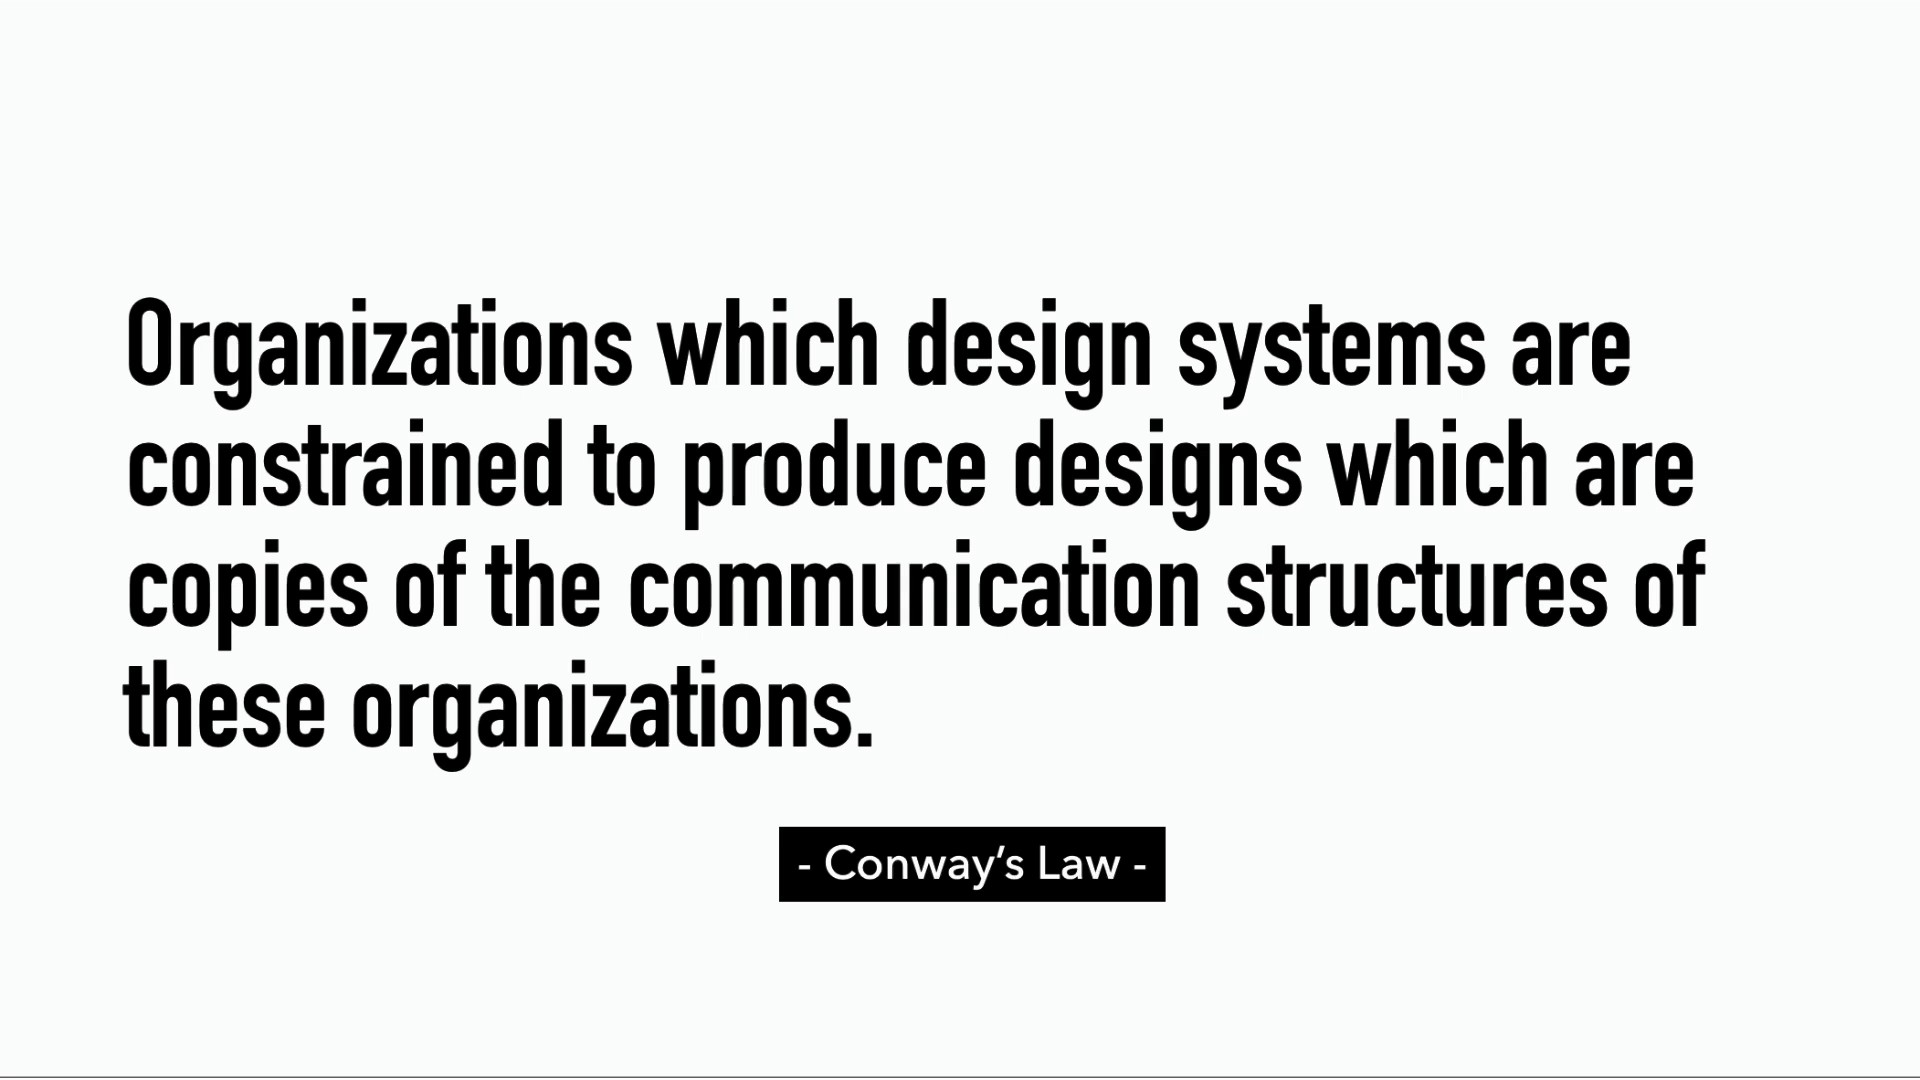 Organizations which design systems are
constrained to produce designs which are
copies of the communication structures of
these organizations.
- Conway’s Law -